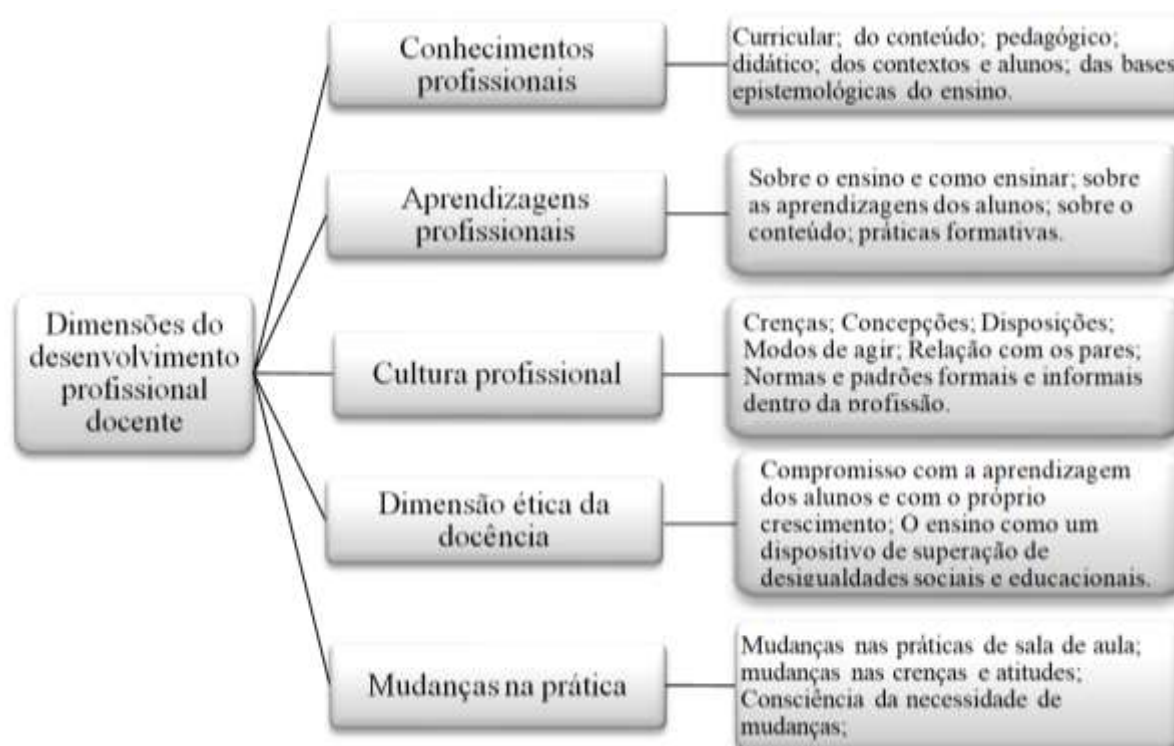 Dimensões do
desenvolvimento
profissional
docente
Conhecimentos
profissionais
Curricular; do conteúdo; pedagógico;
didático; dos contextos e alunos; das bases
epistemológicas do ensino.
Aprendizagens
profissionais
Sobre o ensino e como ensinar; sobre
as aprendizagens dos alunos; sobre o
conteúdo; práticas formativas.
Cultura profissional
Crenças; Concepções; Disposições;
Modos de agir; Relação com os pares;
Normas e padrões formais e informais
dentro da profissão.
Dimensão ética da
docência
Compromisso com a aprendizagem
dos alunos e com o próprio
crescimento; O ensino como um
dispositivo de superação de
desigualdades sociais e educacionais.
Mudanças na prática
Mudanças nas práticas de sala de aula;
mudanças nas crenças e atitudes;
Consciência da necessidade de
mudanças;